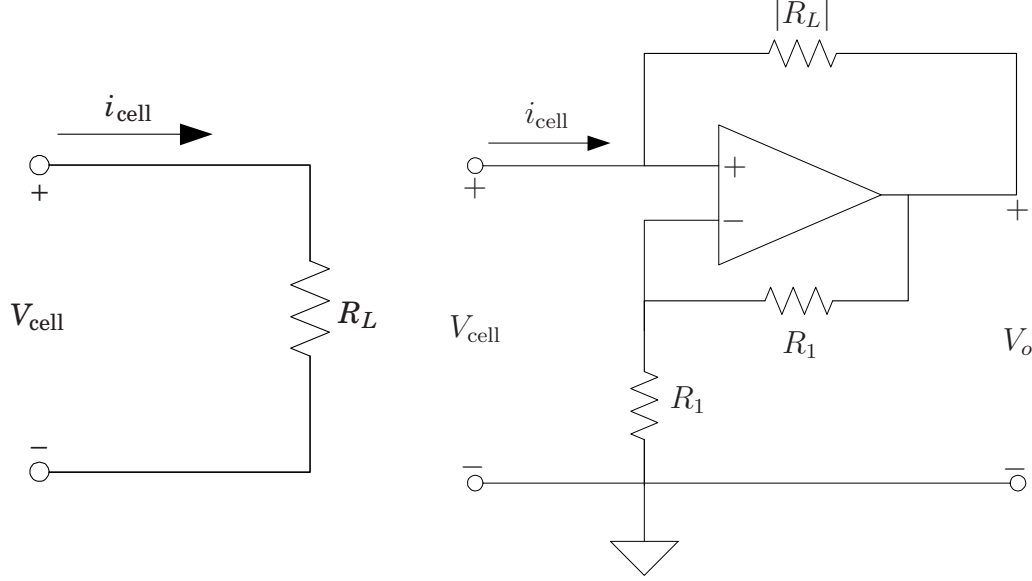 i_cell
+
V_cell
R_L
−
|R_L|
i_cell
+
+
−
+
R_1
V_cell
V_o
R_1
−
−